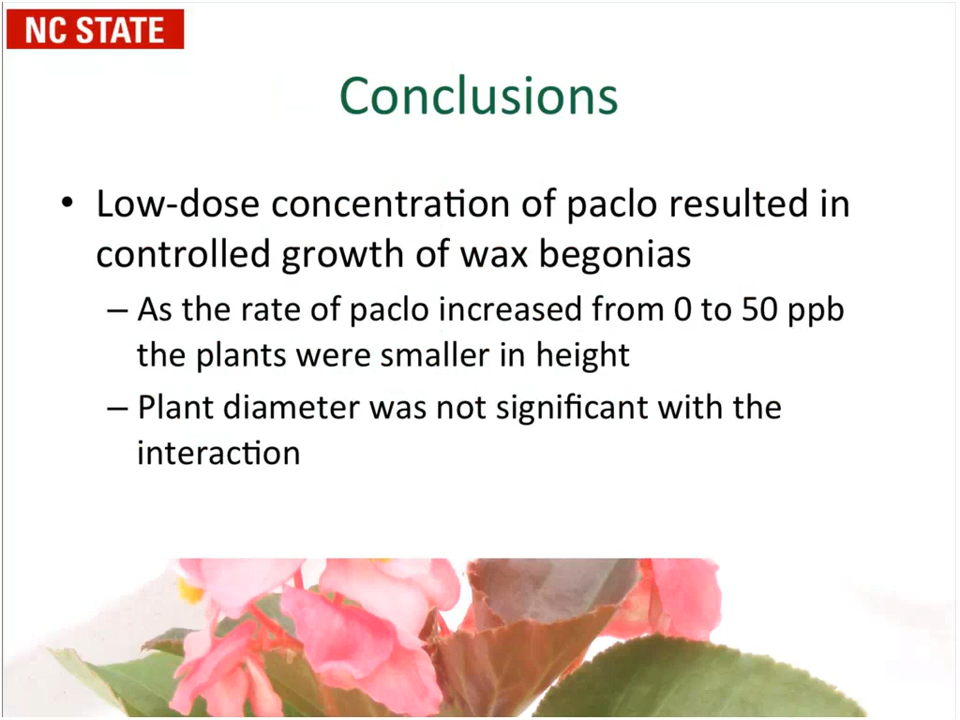 NC STATE
Conclusions
• Low-dose concentration of paclo resulted in
controlled growth of wax begonias
– As the rate of paclo increased from 0 to 50 ppb
the plants were smaller in height
– Plant diameter was not significant with the
interaction